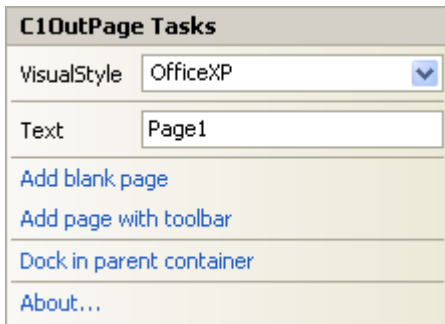 C1OutPage Tasks
VisualStyle OfficeXP
Text Page1
Add blank page
Add page with toolbar
Dock in parent container
About...